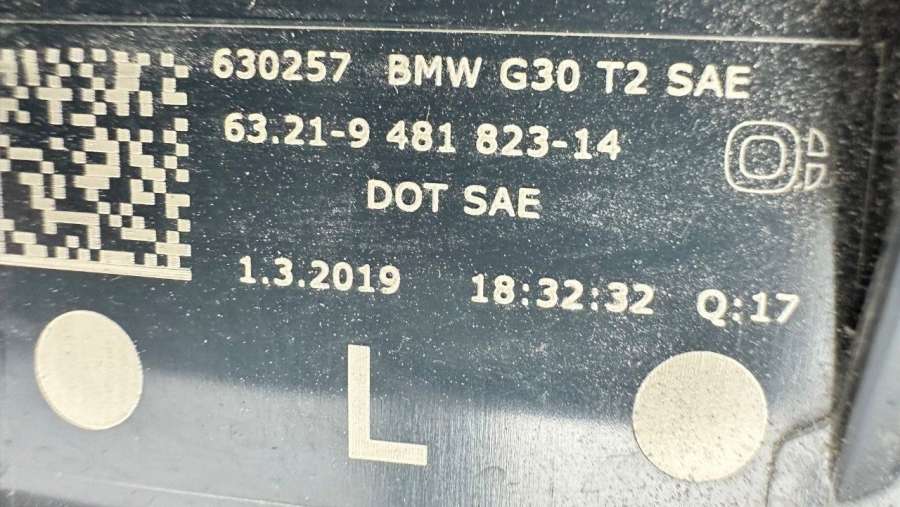 630257 BMW G30 T2 SAE
63.21-9 481 823-14
DOT SAE
1.3.2019 18:32:32 Q:17
L